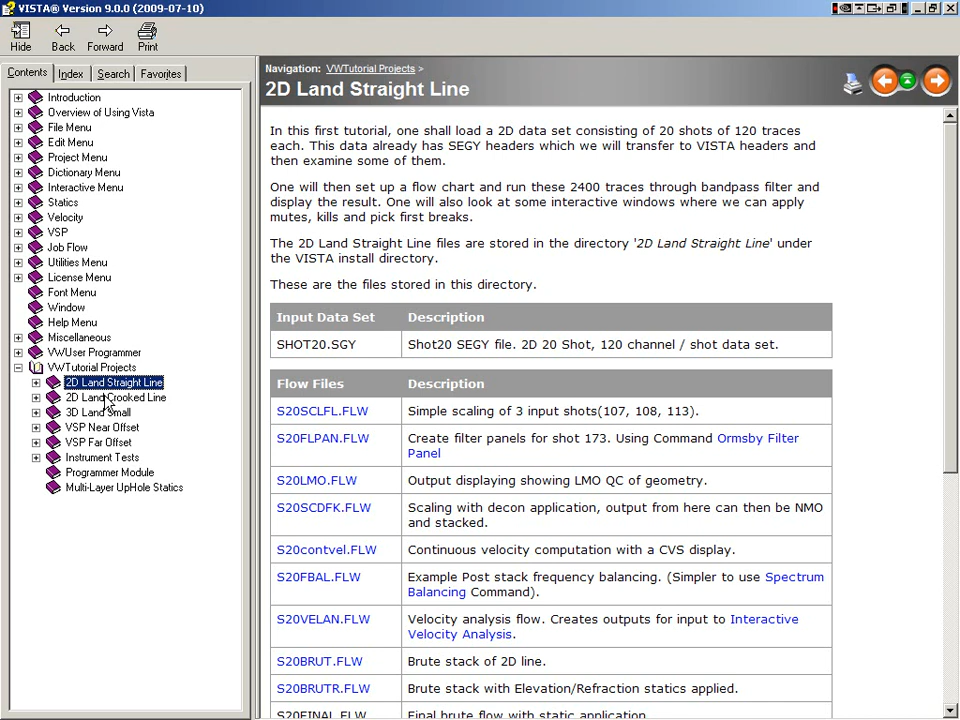 VISTA® Version 9.0.0 (2009-07-10)
Hide Back Forward Print
Contents Index Search Favorites
Introduction
Overview of Using Vista
File Menu
Edit Menu
Project Menu
Dictionary Menu
Interactive Menu
Statics
Velocity
VSP
Job Flow
Utilities Menu
License Menu
Font Menu
Window
Help Menu
Miscellaneous
VWUser Programmer
VWTutorial Projects
2D Land Straight Line
2D Land Crooked Line
3D Land Small
VSP Near Offset
VSP Far Offset
Instrument Tests
Programmer Module
Multi-Layer UpHole Statics
Navigation: VWTutorial Projects >
2D Land Straight Line
In this first tutorial, one shall load a 2D data set consisting of 20 shots of 120 traces
each. This data already has SEGY headers which we will transfer to VISTA headers and
then examine some of them.
One will then set up a flow chart and run these 2400 traces through bandpass filter and
display the result. One will also look at some interactive windows where we can apply
mutes, kills and pick first breaks.
The 2D Land Straight Line files are stored in the directory '2D Land Straight Line' under
the VISTA install directory.
These are the files stored in this directory.
Input Data Set Description
SHOT20.SGY Shot20 SEGY file. 2D 20 Shot, 120 channel / shot data set.
Flow Files Description
S20SCLFL.FLW Simple scaling of 3 input shots(107, 108, 113).
S20FLPAN.FLW Create filter panels for shot 173. Using Command Ormsby Filter
Panel
S20LMO.FLW Output displaying showing LMO QC of geometry.
S20SCDFK.FLW Scaling with decon application, output from here can then be NMO
and stacked.
S20contvel.FLW Continuous velocity computation with a CVS display.
S20FBAL.FLW Example Post stack frequency balancing. (Simpler to use Spectrum
Balancing Command).
S20VELAN.FLW Velocity analysis flow. Creates outputs for input to Interactive
Velocity Analysis.
S20BRUT.FLW Brute stack of 2D line.
S20BRUTR.FLW Brute stack with Elevation/Refraction statics applied.
S20FINAL.FLW Final brute flow with static application.